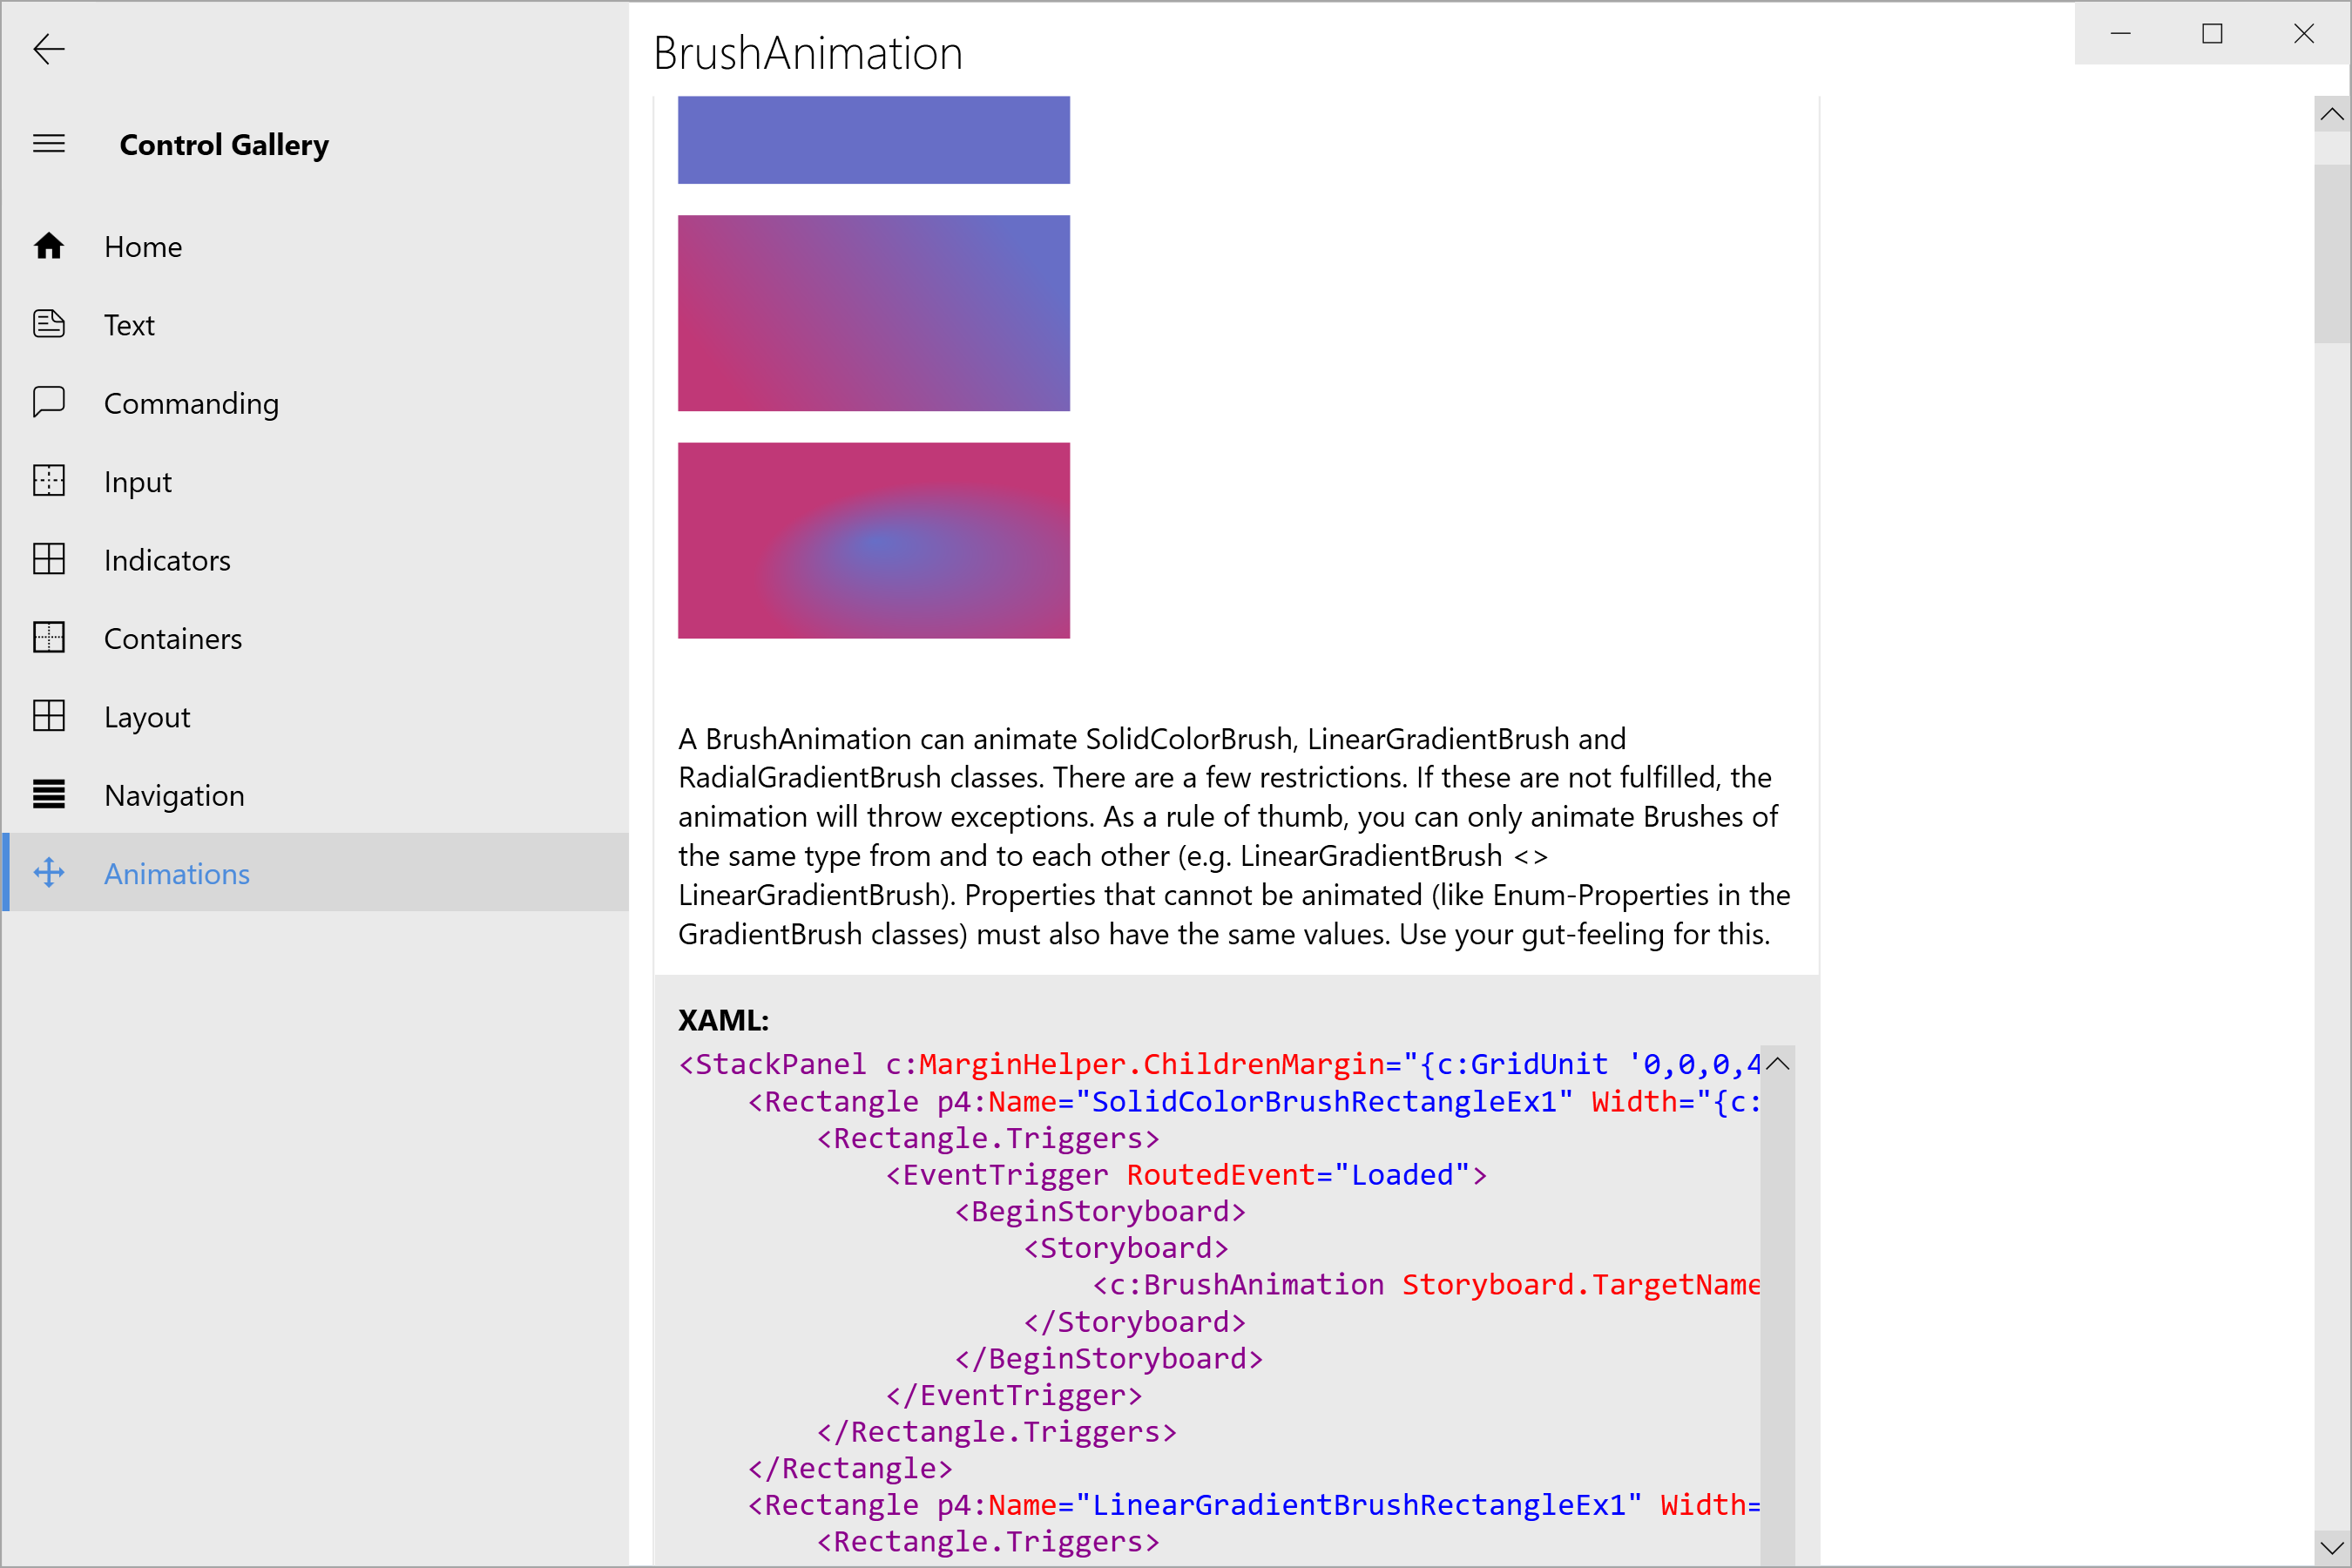 BrushAnimation
Control Gallery
Home
Text
Commanding
Input
Indicators
Containers
Layout
Navigation
Animations
A BrushAnimation can animate SolidColorBrush, LinearGradientBrush and
RadialGradientBrush classes. There are a few restrictions. If these are not fulfilled, the
animation will throw exceptions. As a rule of thumb, you can only animate Brushes of
the same type from and to each other (e.g. LinearGradientBrush <>
LinearGradientBrush). Properties that cannot be animated (like Enum-Properties in the
GradientBrush classes) must also have the same values. Use your gut-feeling for this.
XAML:
<StackPanel c:MarginHelper.ChildrenMargin="{c:GridUnit '0,0,0,4
<Rectangle p4:Name="SolidColorBrushRectangleEx1" Width="{c:
<Rectangle.Triggers>
<EventTrigger RoutedEvent="Loaded">
<BeginStoryboard>
<Storyboard>
<c:BrushAnimation Storyboard.TargetName
</Storyboard>
</BeginStoryboard>
</EventTrigger>
</Rectangle.Triggers>
</Rectangle>
<Rectangle p4:Name="LinearGradientBrushRectangleEx1" Width=
<Rectangle.Triggers>